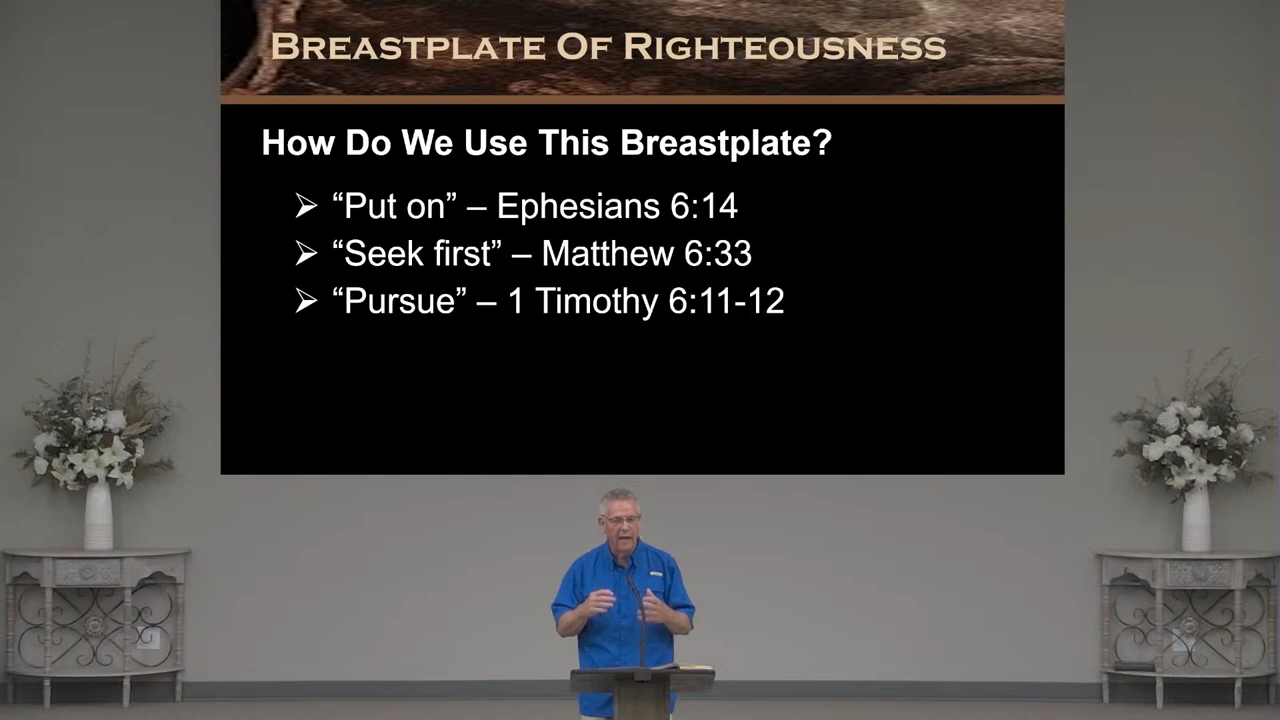 BREASTPLATE OF RIGHTEOUSNESS
How Do We Use This Breastplate?
➢ “Put on” – Ephesians 6:14
➢ “Seek first” – Matthew 6:33
➢ “Pursue” – 1 Timothy 6:11-12